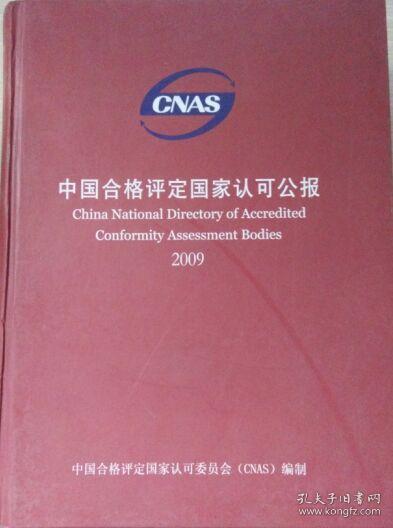 CNAS
中国合格评定国家认可公报
China National Directory of Accredited
Conformity Assessment Bodies
2009
中国合格评定国家认可委员会（CNAS）编制
孔夫子旧书网
www.kongfz.com